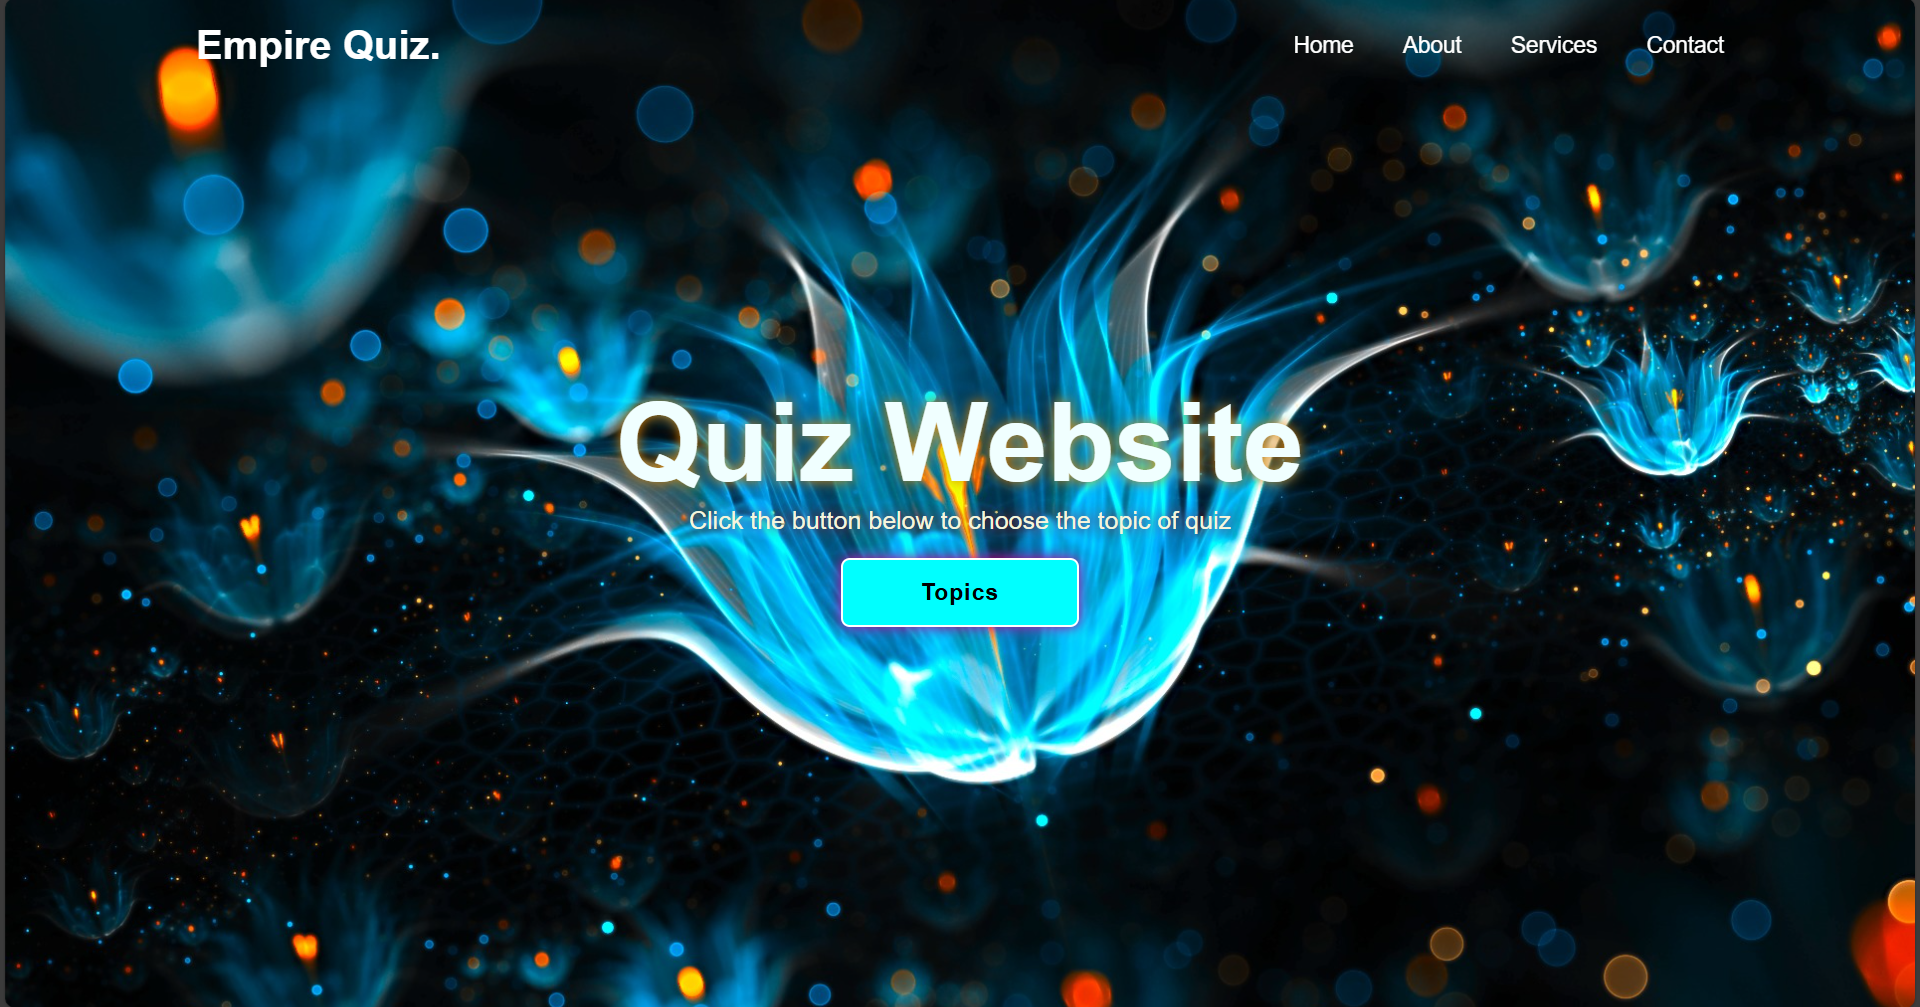 Empire Quiz.
Home About Services Contact
Quiz Website
Click the button below to choose the topic of quiz
Topics